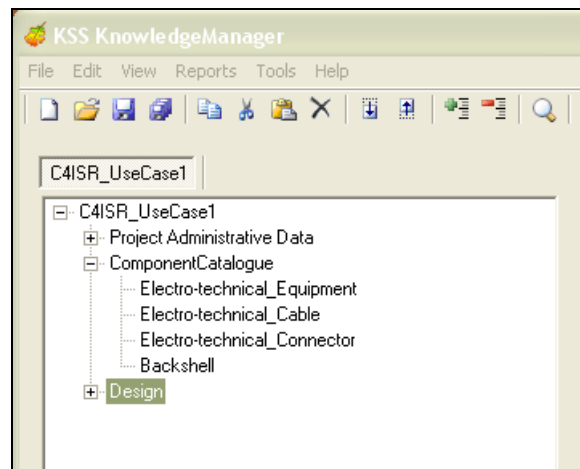 KSS KnowledgeManager
File Edit View Reports Tools Help
C4ISR_UseCase1
C4ISR_UseCase1
Project Administrative Data
ComponentCatalogue
Electro-technical_Equipment
Electro-technical_Cable
Electro-technical_Connector
Backshell
Design